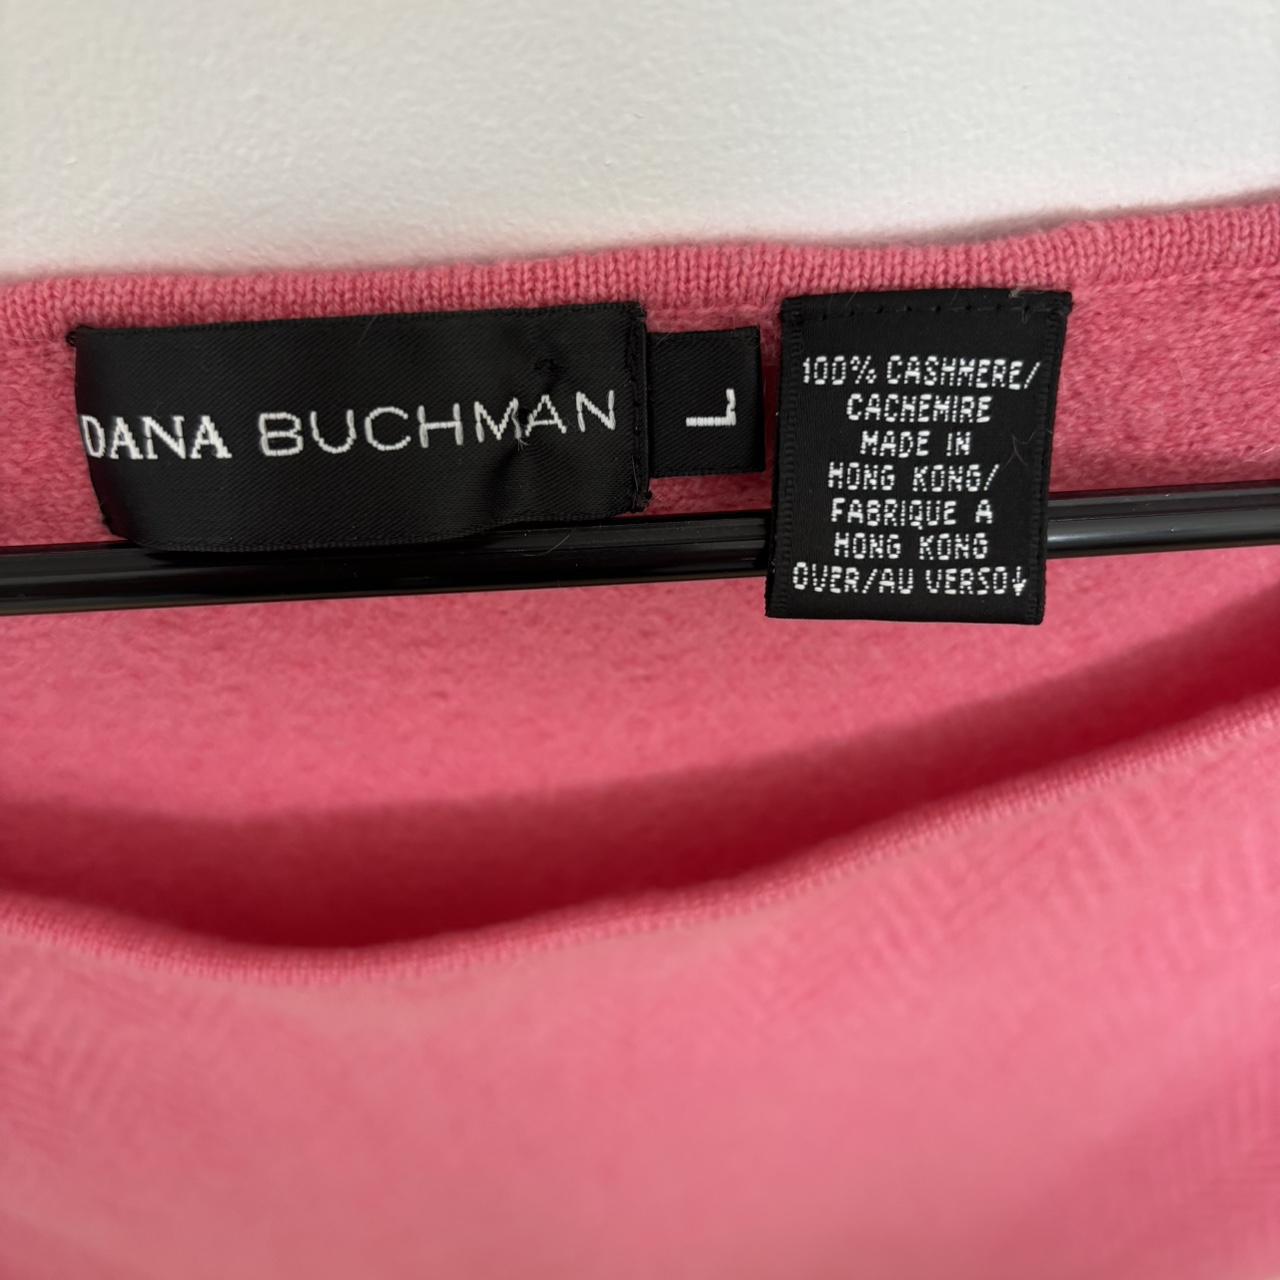 DANA BUCHMAN
L
100% CASHMERE/
CACHEMIRE
MADE IN
HONG KONG/
FABRIQUE A
HONG KONG
OVER/AU VERSO↓